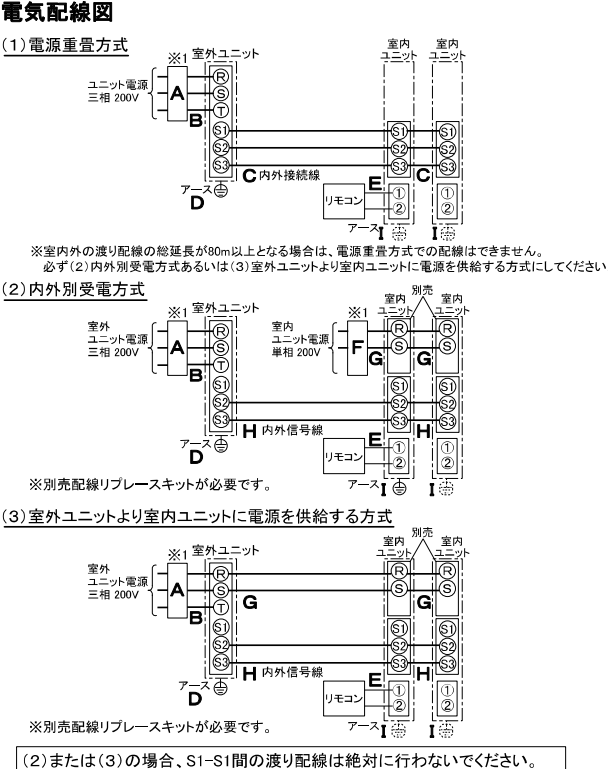 電気配線図
(1)電源重畳方式
※1 室外ユニット
室内ユニット 室内ユニット
ユニット電源
三相 200V
A
B
R
S
T
S1
S2
S3
S1
S2
S3
S1
S2
S3
C 内外接続線
C
E
アース
D
リモコン
①
②
①
②
アース I
I
※室内外の渡り配線の総延長が80m以上となる場合は、電源重畳方式での配線はできません。
必ず(2)内外別受電方式あるいは(3)室外ユニットより室内ユニットに電源を供給する方式にしてください
(2)内外別受電方式
※1 室外ユニット
※1
室内ユニット
別売
室内ユニット
室外
ユニット電源
三相 200V
A
B
R
S
T
S1
S2
S3
室内
ユニット電源
単相 200V
F
G
R
S
S1
S2
S3
G
R
S
S1
S2
S3
H 内外信号線
H
E
アース
D
リモコン
①
②
①
②
アース I
I
※別売配線リプレースキットが必要です。
(3)室外ユニットより室内ユニットに電源を供給する方式
※1 室外ユニット
室内ユニット
別売
室内ユニット
室外
ユニット電源
三相 200V
A
B
R
S
T
S1
S2
S3
G
R
S
S1
S2
S3
G
R
S
S1
S2
S3
H 内外信号線
H
E
アース
D
リモコン
①
②
①
②
アース I
I
※別売配線リプレースキットが必要です。
(2)または(3)の場合、S1-S1間の渡り配線は絶対に行わないでください。